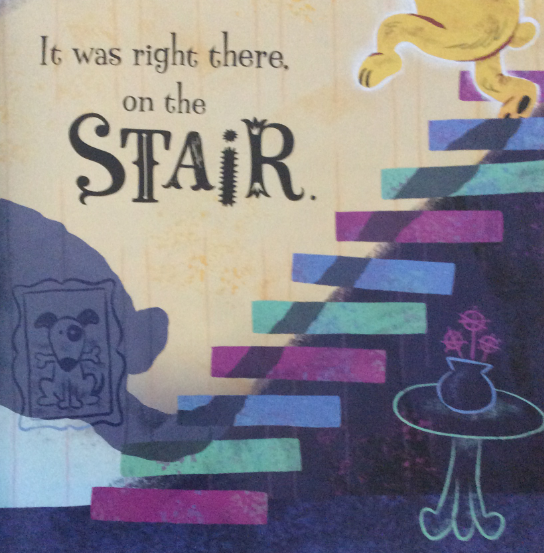 It was right there,
on the
STAiR.